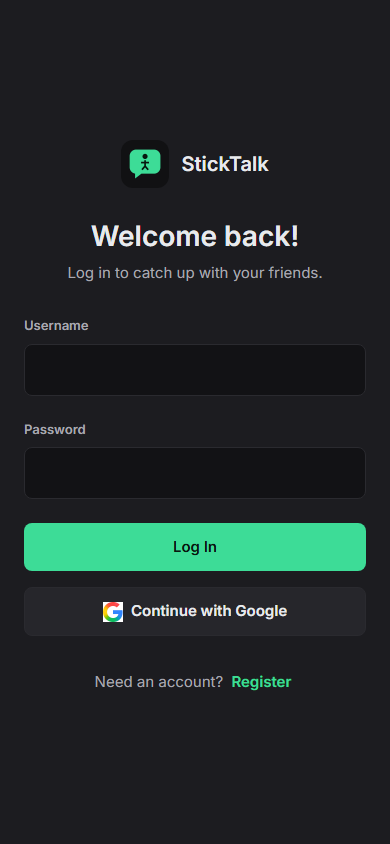 StickTalk
Welcome back!
Log in to catch up with your friends.
Username
Password
Log In
Continue with Google
Need an account? Register